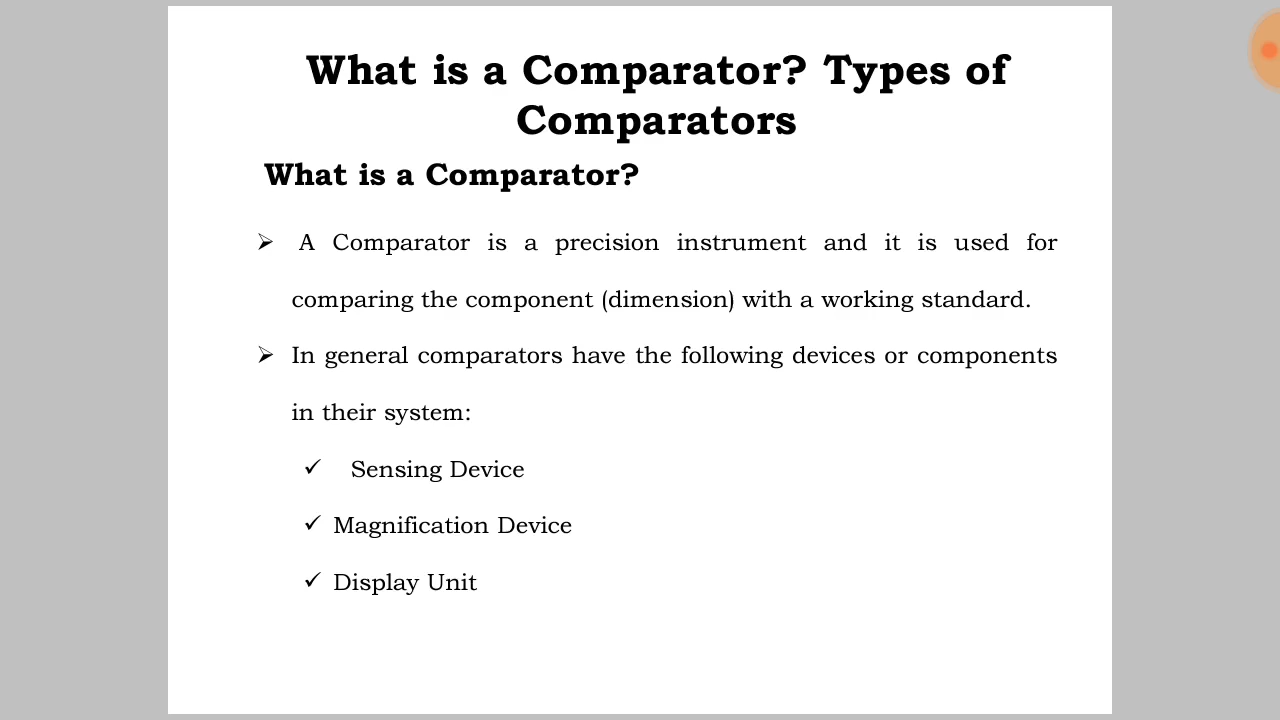 What is a Comparator? Types of
Comparators
What is a Comparator?
➢ A Comparator is a precision instrument and it is used for
comparing the component (dimension) with a working standard.
➢ In general comparators have the following devices or components
in their system:
✓ Sensing Device
✓ Magnification Device
✓ Display Unit